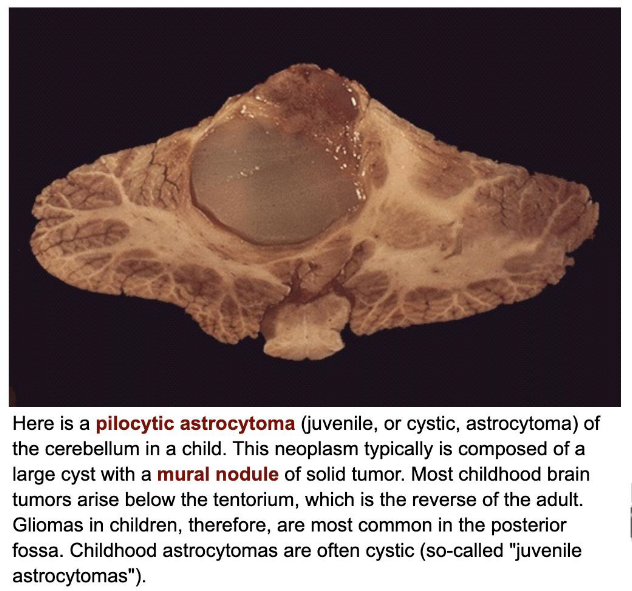 Here is a pilocytic astrocytoma (juvenile, or cystic, astrocytoma) of
the cerebellum in a child. This neoplasm typically is composed of a
large cyst with a mural nodule of solid tumor. Most childhood brain
tumors arise below the tentorium, which is the reverse of the adult.
Gliomas in children, therefore, are most common in the posterior
fossa. Childhood astrocytomas are often cystic (so-called "juvenile
astrocytomas").